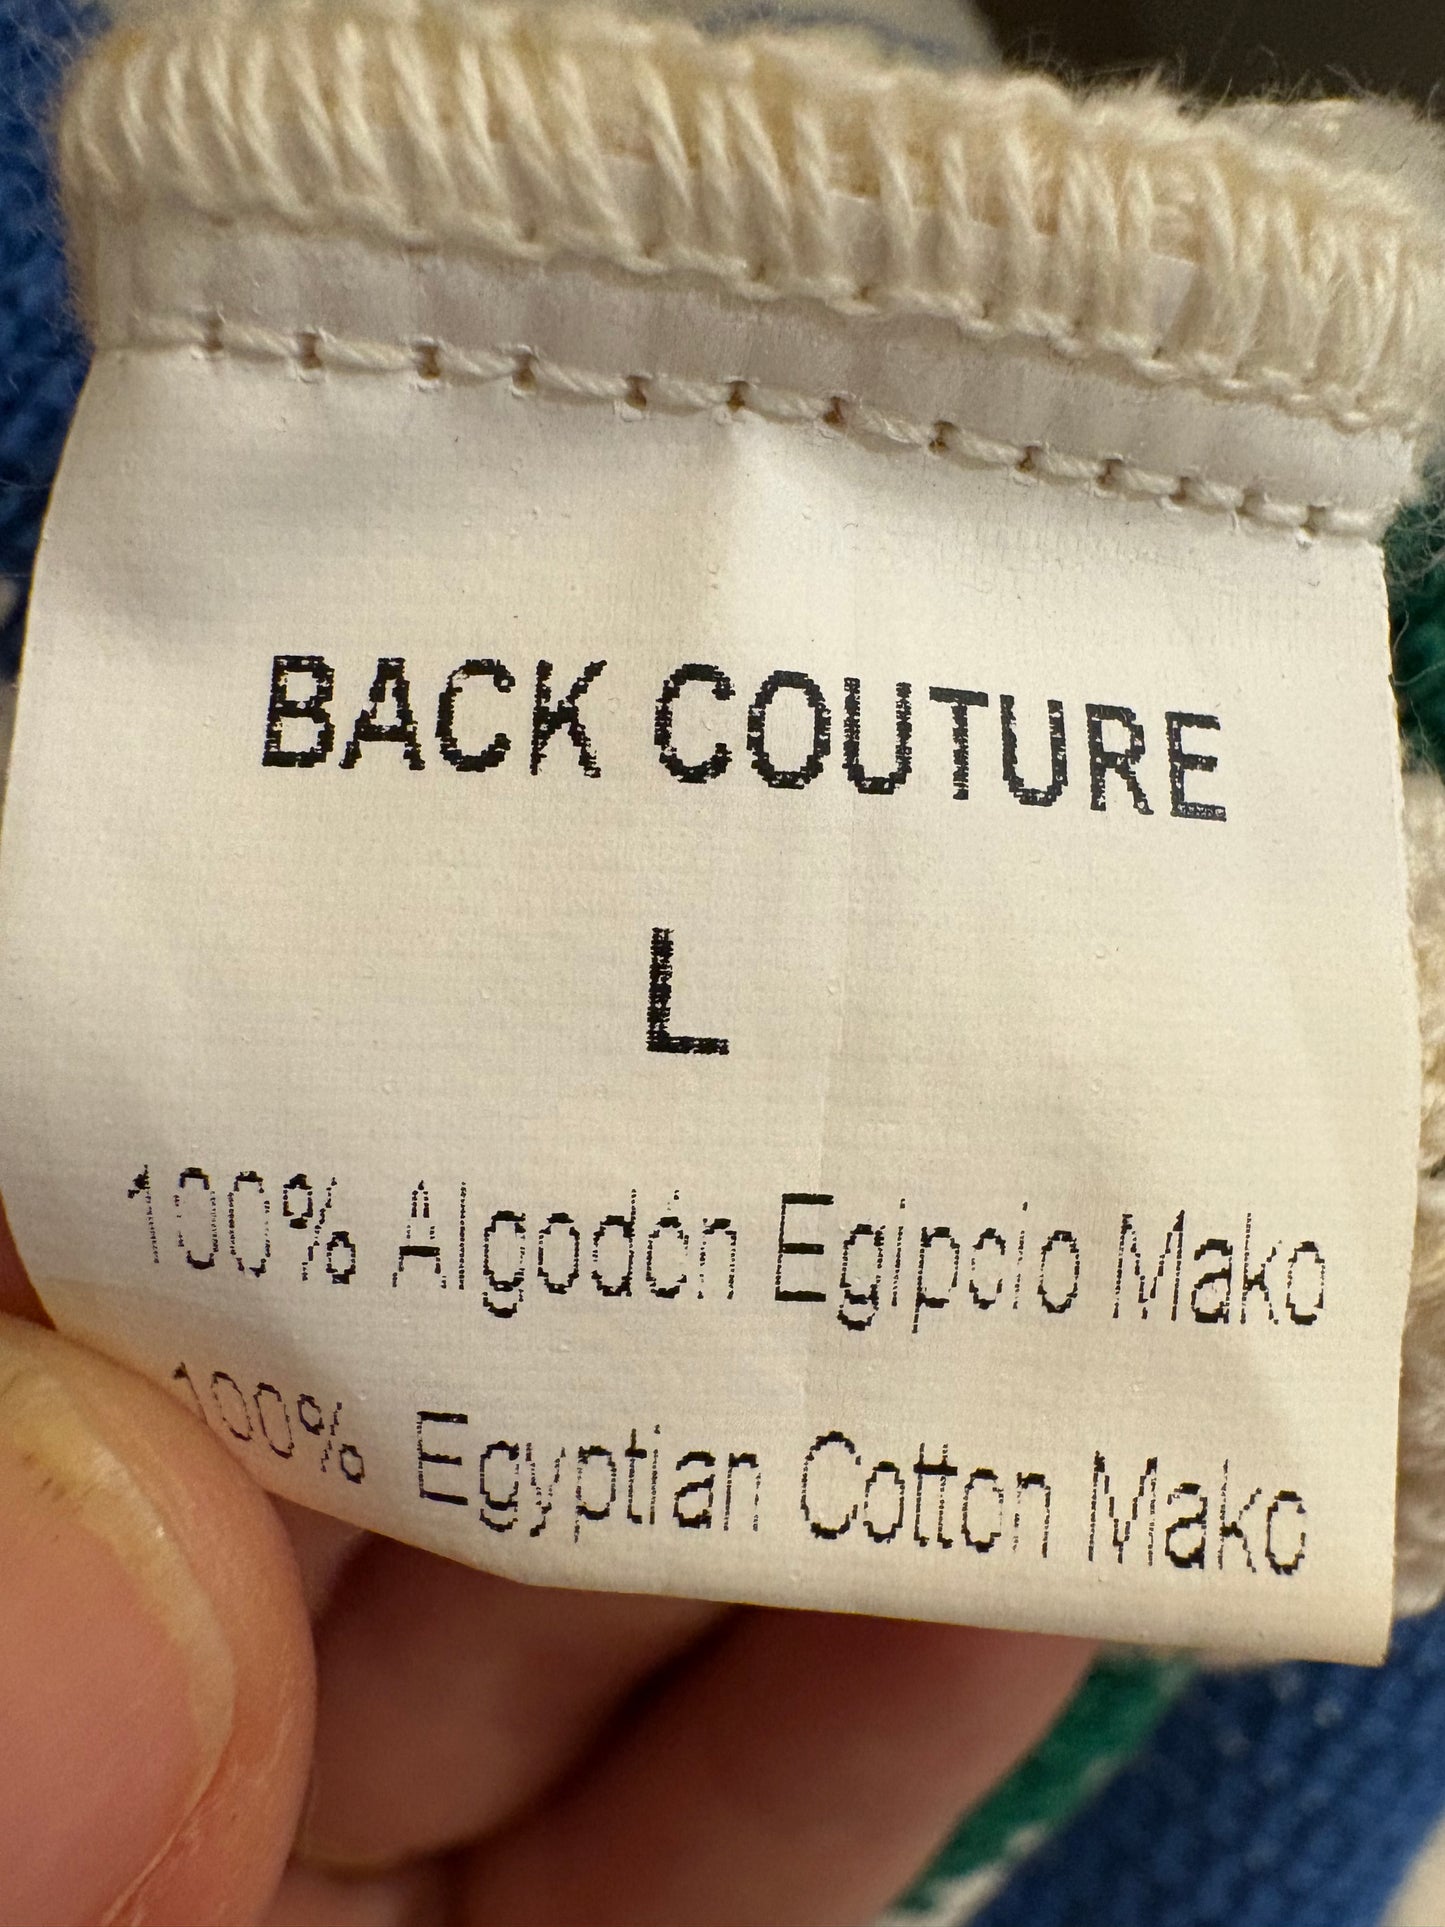 BACK COUTURE
L
100% Algodón Egipcio Mako
100% Egyptian Cotton Mako